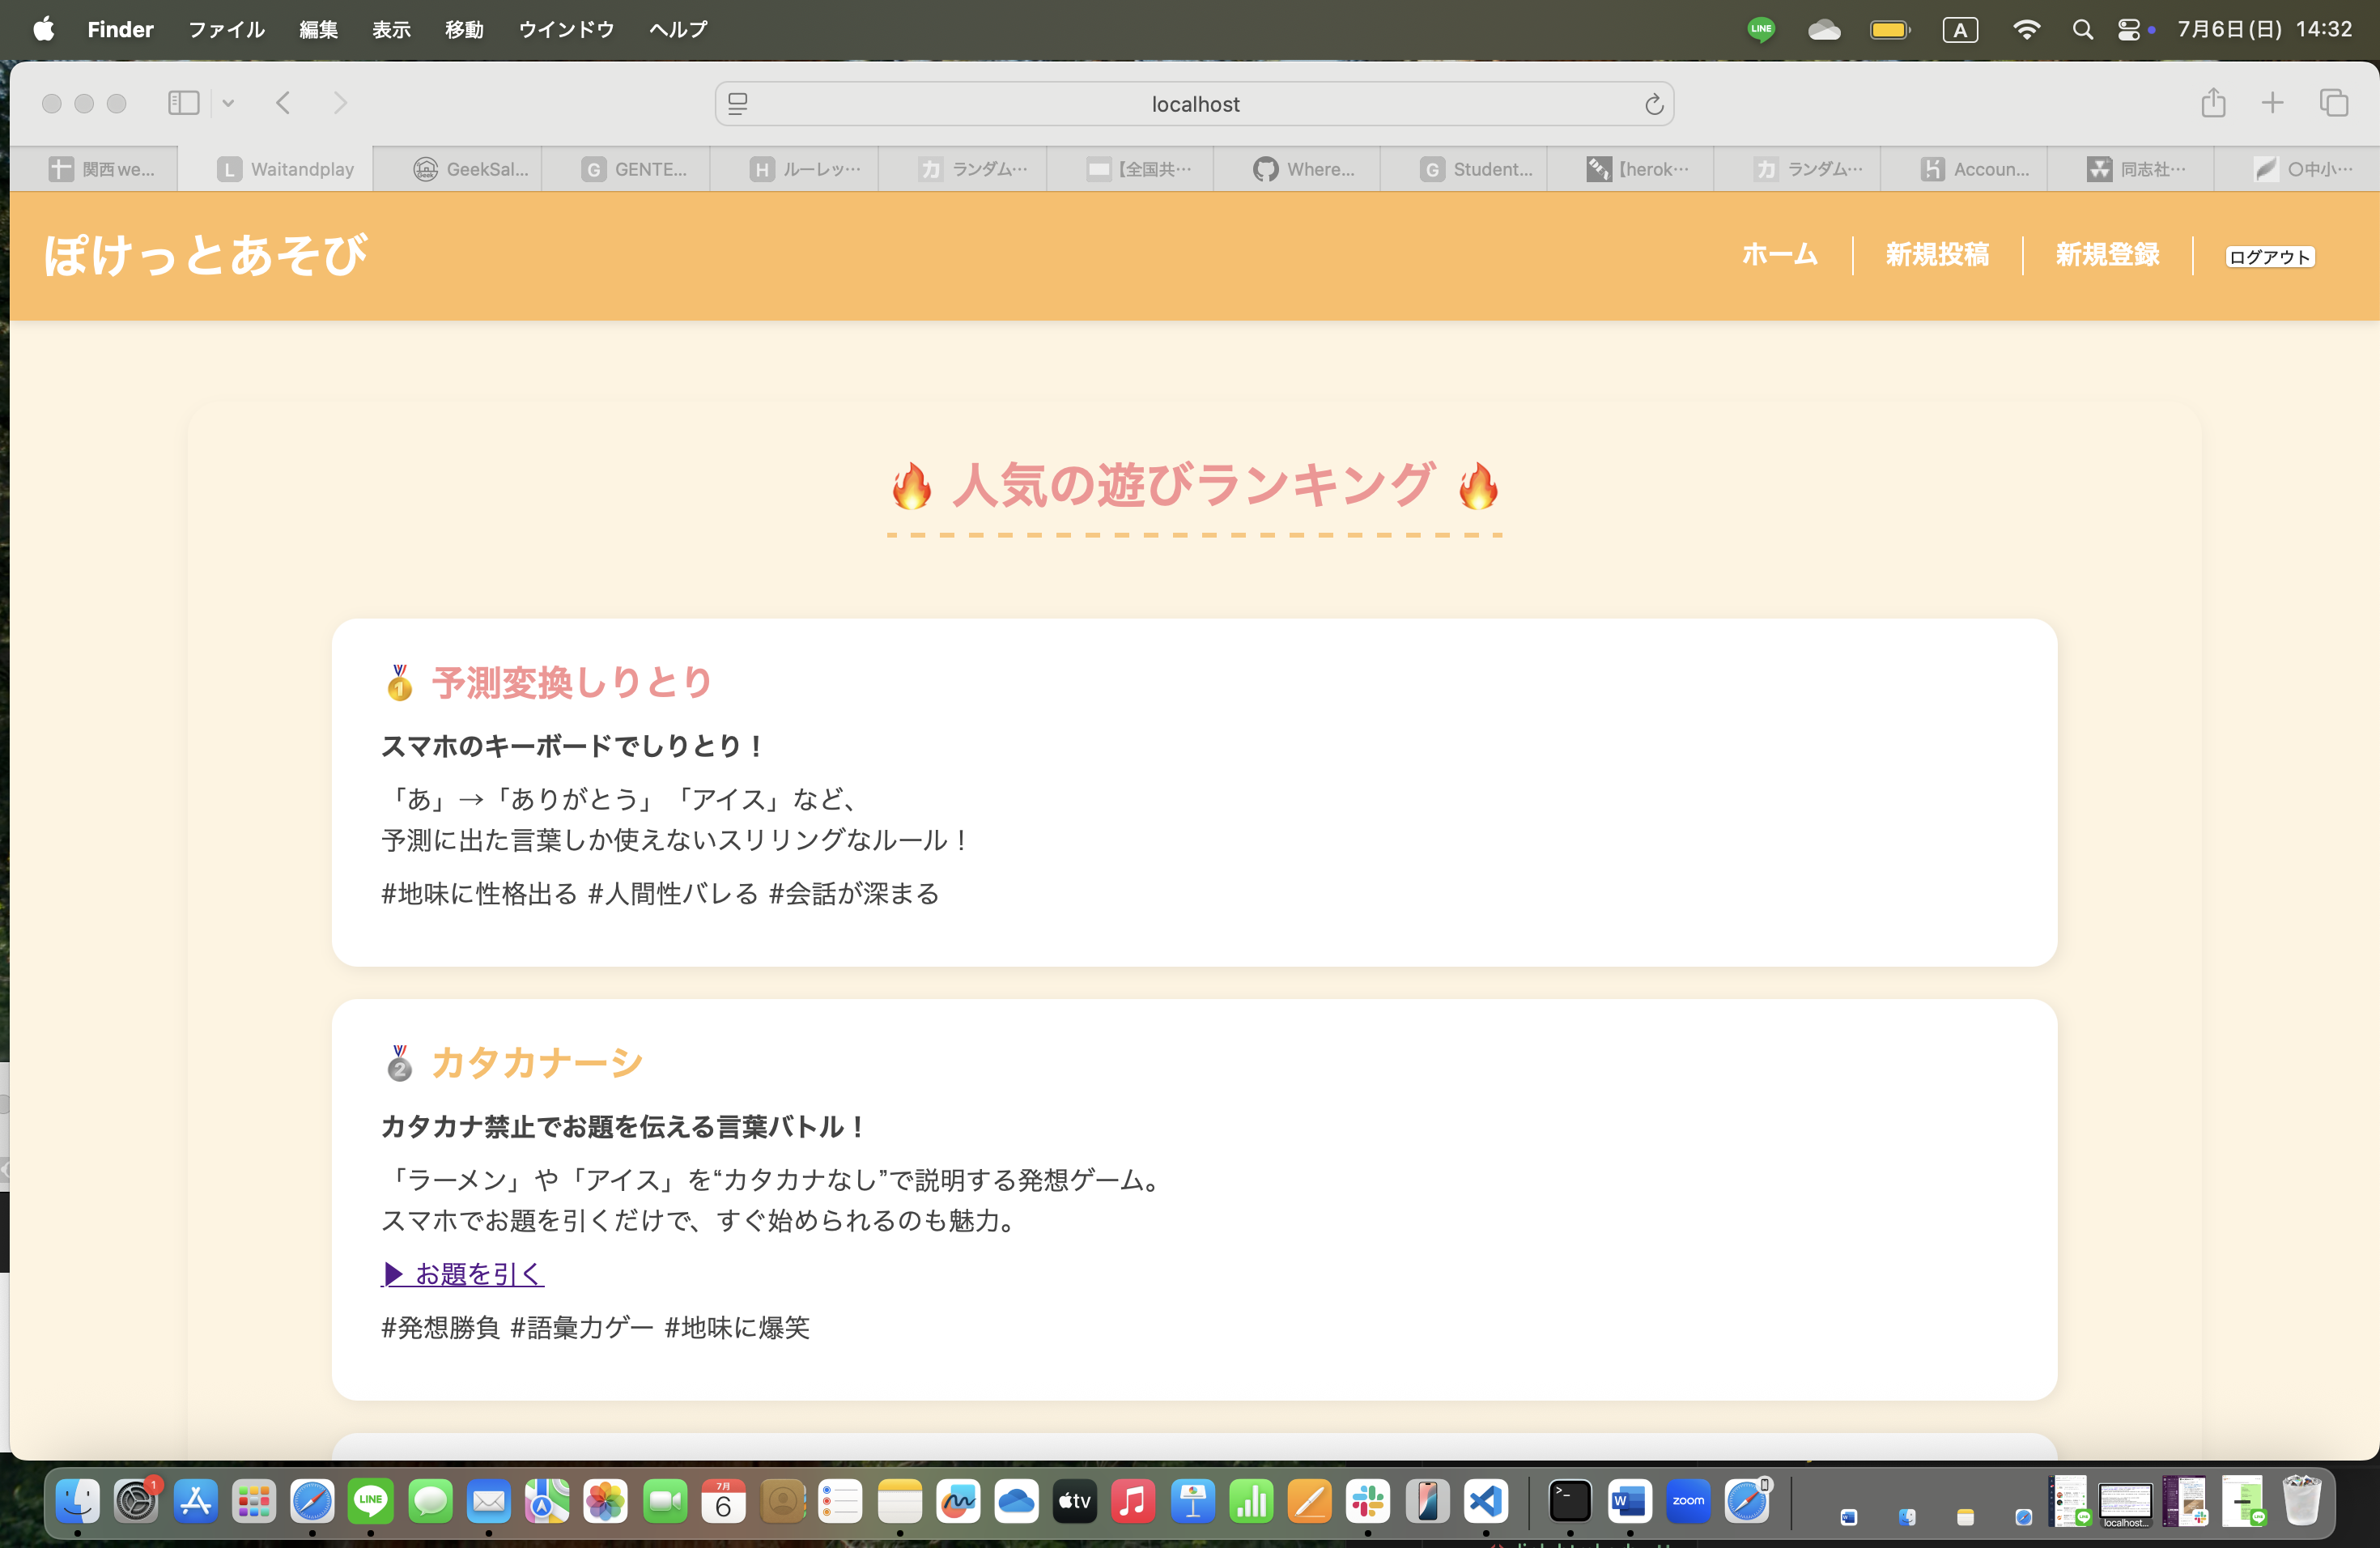 Finder ファイル 編集 表示 移動 ウインドウ ヘルプ LINE A 7月6日(日) 14:32
localhost
関西we... L Waitandplay GeekSal... G GENTE... H ルーレッ… カ ランダム… 【全国共… Where... G Student... 【herok… カ ランダム… Accoun... 同志社… 〇中小…
ぽけっとあそび ホーム 新規投稿 新規登録 ログアウト
🔥 人気の遊びランキング 🔥
🥇 予測変換しりとり
スマホのキーボードでしりとり！
「あ」→「ありがとう」「アイス」など、
予測に出た言葉しか使えないスリリングなルール！
#地味に性格出る #人間性バレる #会話が深まる
🥈 カタカナーシ
カタカナ禁止でお題を伝える言葉バトル！
「ラーメン」や「アイス」を“カタカナなし”で説明する発想ゲーム。
スマホでお題を引くだけで、すぐ始められるのも魅力。
▶ お題を引く
#発想勝負 #語彙力ゲー #地味に爆笑
1 LINE 7月 6 tv >_ W zoom localhost...